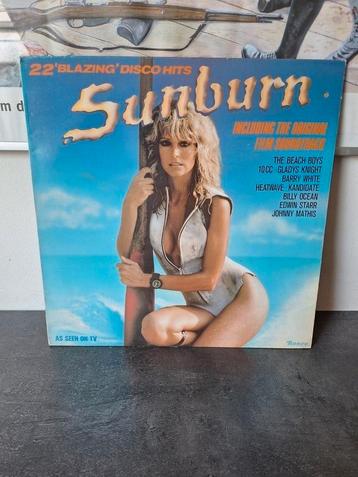 m d
22 'BLAZING' DISCO HITS
Sunburn
INCLUDING THE ORIGINAL
FILM SOUNDTRACK
THE BEACH BOYS
10 CC · GLADYS KNIGHT
BARRY WHITE
HEATWAVE · KANDIDATE
BILLY OCEAN
EDWIN STARR
JOHNNY MATHIS
AS SEEN ON TV
Ronco